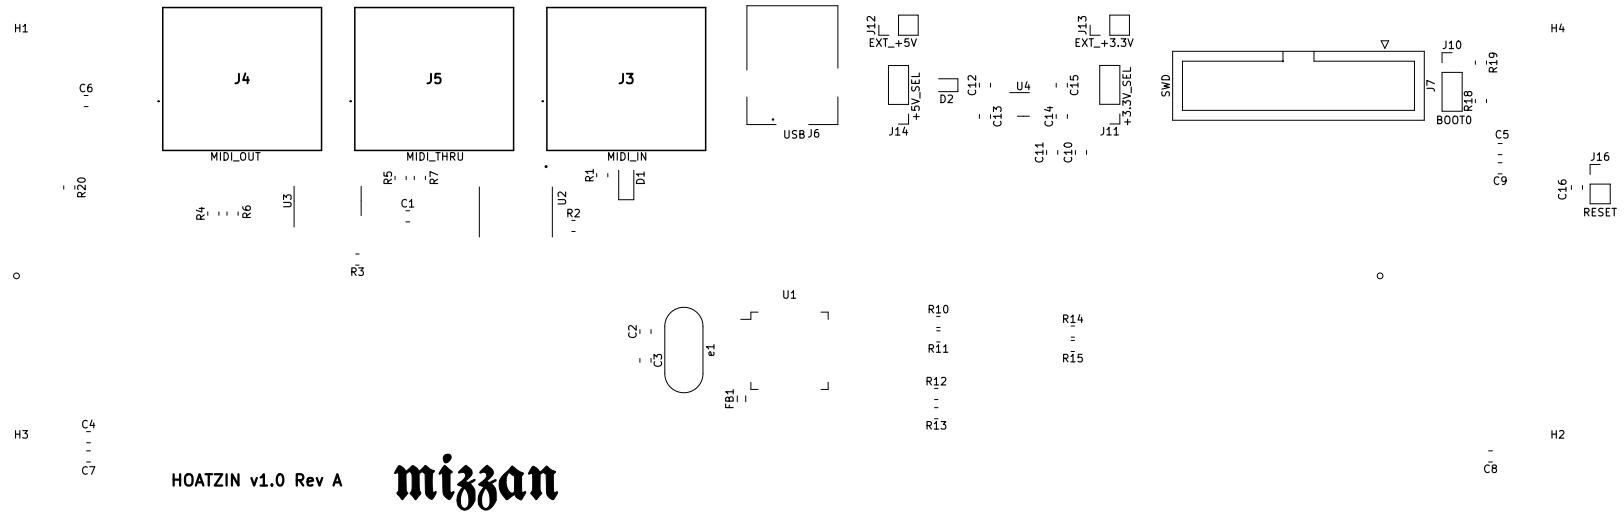 H1
J4
J5
J3
J12
EXT_+5V
J13
EXT_+3.3V
H4
C6
MIDI_OUT
MIDI_THRU
MIDI_IN
USB
J6
+5V_SEL
J14
D2
C12
C13
U4
C15
C14
C11
C10
+3.3V_SEL
J11
SWD
J7
J10
BOOT0
R19
R18
C5
C9
J16
C16
RESET
R20
R4
R6
U3
R5
R7
C1
R3
U2
R1
D1
R2
U1
C2
C3
e1
FB1
R10
R11
R12
R13
R14
R15
H3
C4
C7
HOATZIN v1.0 Rev A
mizzan
H2
C8